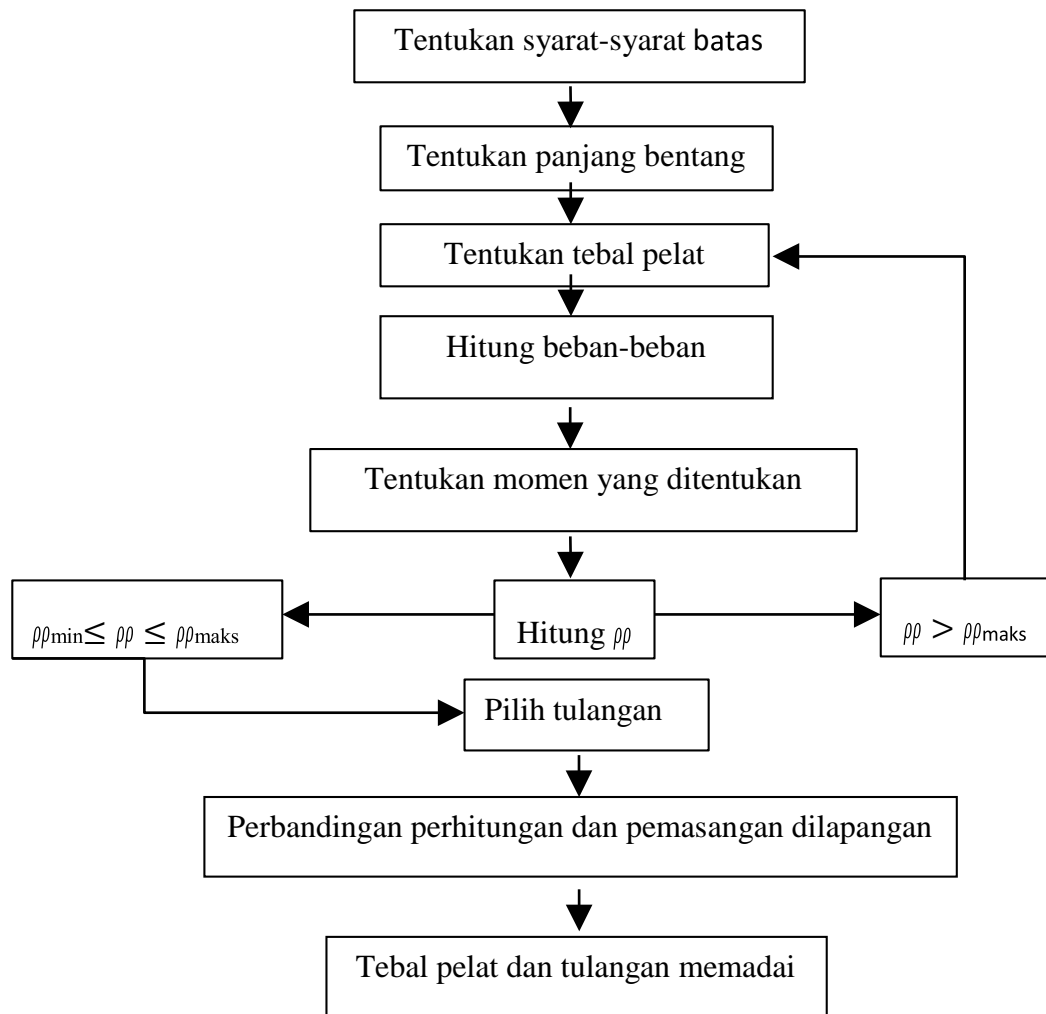 Tentukan syarat-syarat batas
Tentukan panjang bentang
Tentukan tebal pelat
Hitung beban-beban
Tentukan momen yang ditentukan
ρρmin≤ ρρ ≤ ρρmaks
Hitung ρρ
ρρ > ρρmaks
Pilih tulangan
Perbandingan perhitungan dan pemasangan dilapangan
Tebal pelat dan tulangan memadai